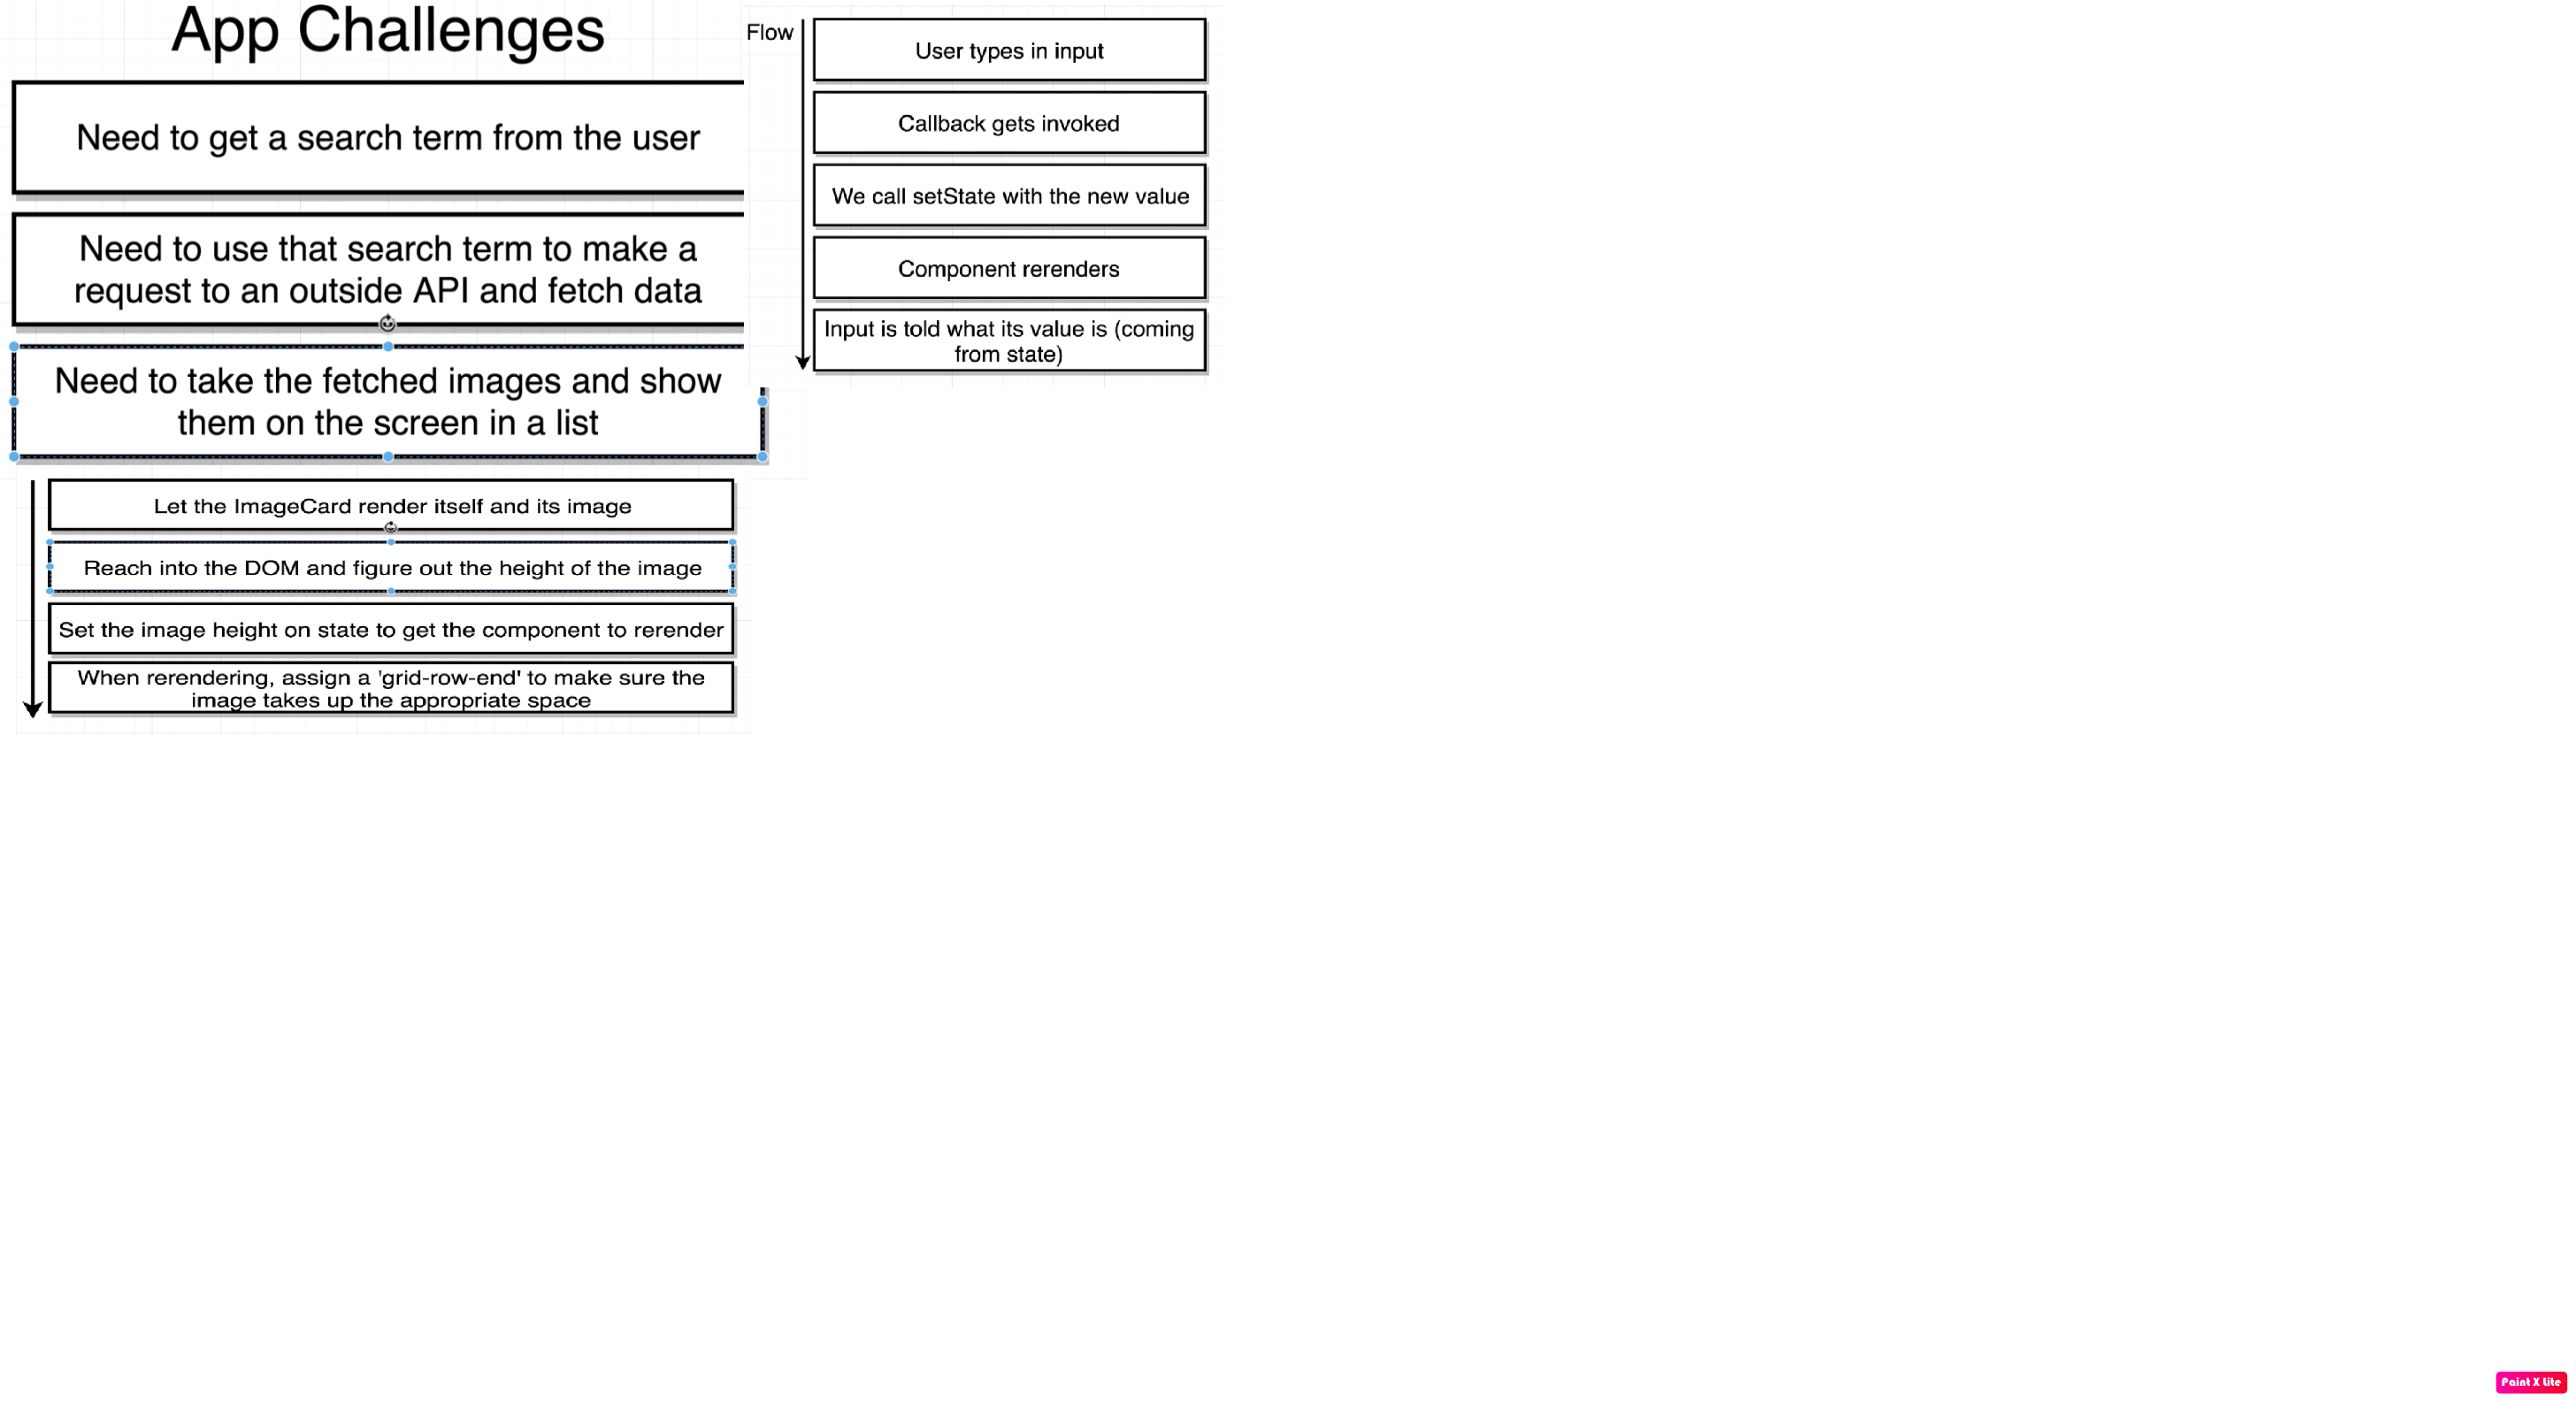 App Challenges
Need to get a search term from the user
Need to use that search term to make a
request to an outside API and fetch data
Need to take the fetched images and show
them on the screen in a list
Flow
User types in input
Callback gets invoked
We call setState with the new value
Component rerenders
Input is told what its value is (coming
from state)
Let the ImageCard render itself and its image
Reach into the DOM and figure out the height of the image
Set the image height on state to get the component to rerender
When rerendering, assign a 'grid-row-end' to make sure the
image takes up the appropriate space
Paint X Lite